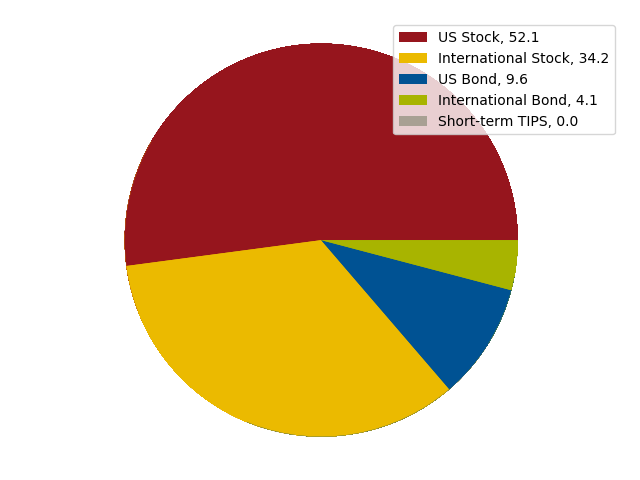 US Stock, 52.1
International Stock, 34.2
US Bond, 9.6
International Bond, 4.1
Short-term TIPS, 0.0